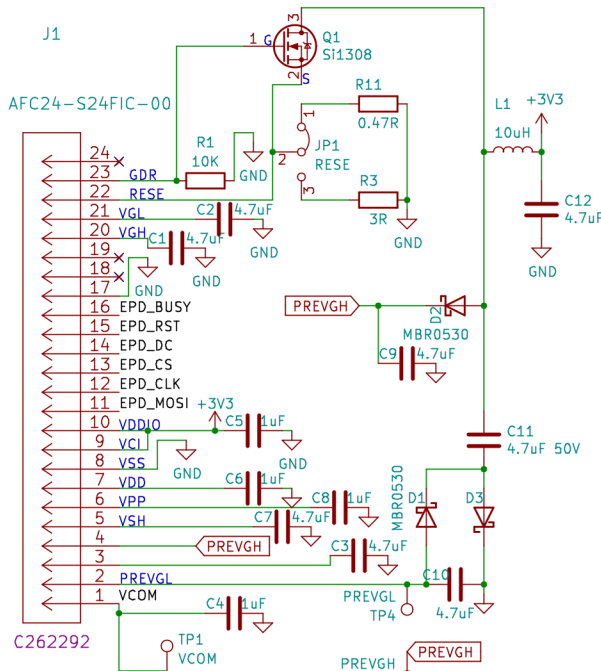 J1
AFC24-S24FIC-00
24
23
22
21
20
19
18
17
16
15
14
13
12
11
10
9
8
7
6
5
4
3
2
1
GDR
RESE
VGL
VGH
EPD_BUSY
EPD_RST
EPD_DC
EPD_CS
EPD_CLK
EPD_MOSI
VDDIO
VCI
VSS
VDD
VPP
VSH
PREVGH
PREVGL
VCOM
C262292
R1
10K
GND
C2
4.7uF
GND
C1
4.7uF
GND
GND
+3V3
C5
1uF
GND
GND
C6
1uF
C8
1uF
C7
4.7uF
C3
4.7uF
C4
1uF
TP1
VCOM
3
1
G
Q1
Si1308
2
S
R11
0.47R
1
JP1
2
RESE
3
R3
3R
GND
L1
10uH
+3V3
C12
4.7uF
GND
PREVGH
D2
MBR0530
C9
4.7uF
C11
4.7uF 50V
MBR0530
D1
D3
C10
4.7uF
PREVGL
TP4
PREVGH
PREVGH